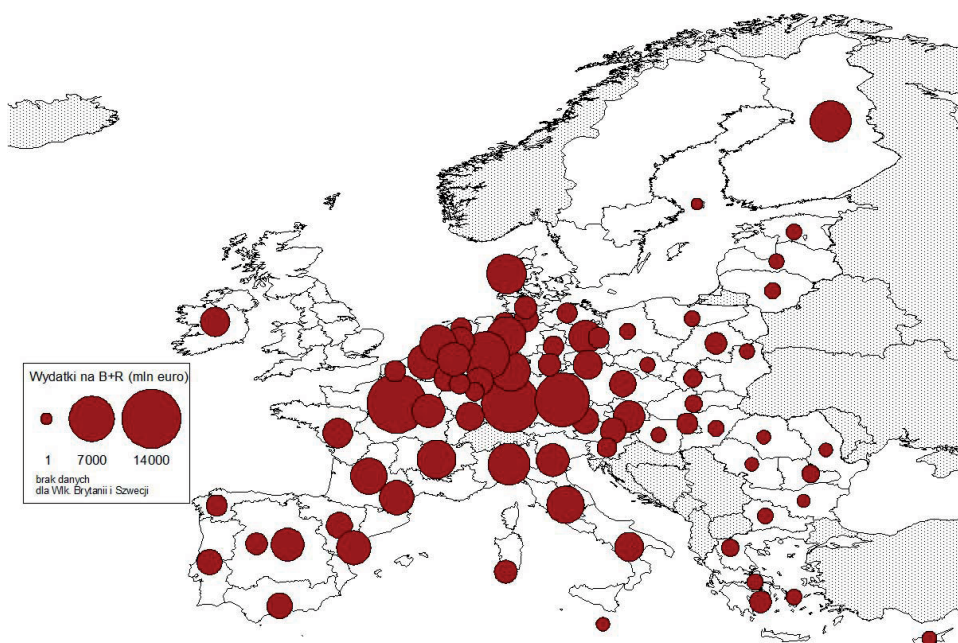 Wydatki na B+R (mln euro)
1 7000 14000
brak danych
dla Wlk. Brytanii i Szwecji